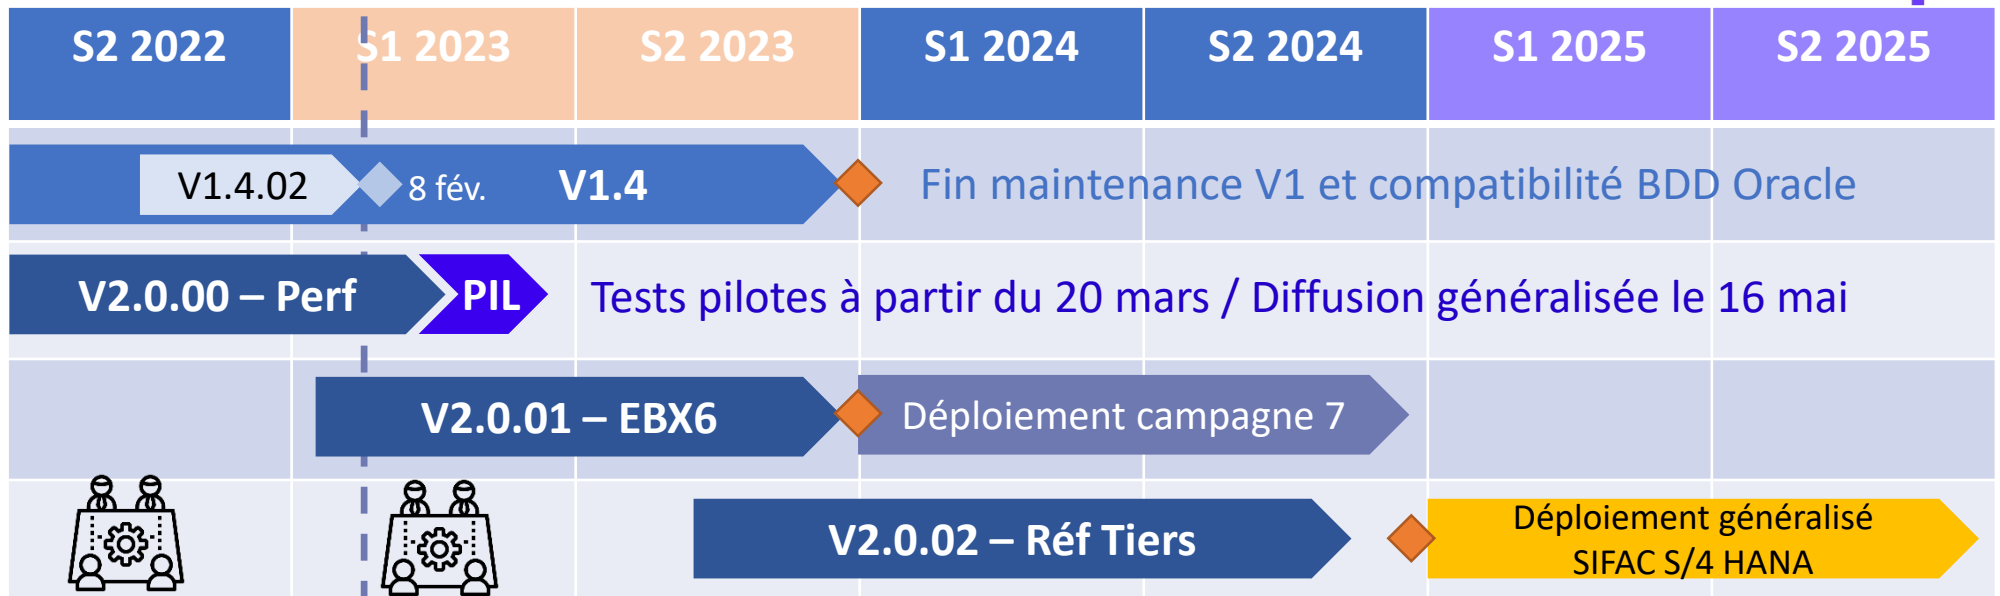 S2 2022 S1 2023 S2 2023 S1 2024 S2 2024 S1 2025 S2 2025
V1.4.02 8 fév. V1.4 Fin maintenance V1 et compatibilité BDD Oracle
V2.0.00 – Perf PIL Tests pilotes à partir du 20 mars / Diffusion généralisée le 16 mai
V2.0.01 – EBX6 Déploiement campagne 7
V2.0.02 – Réf Tiers
Déploiement généralisé
SIFAC S/4 HANA